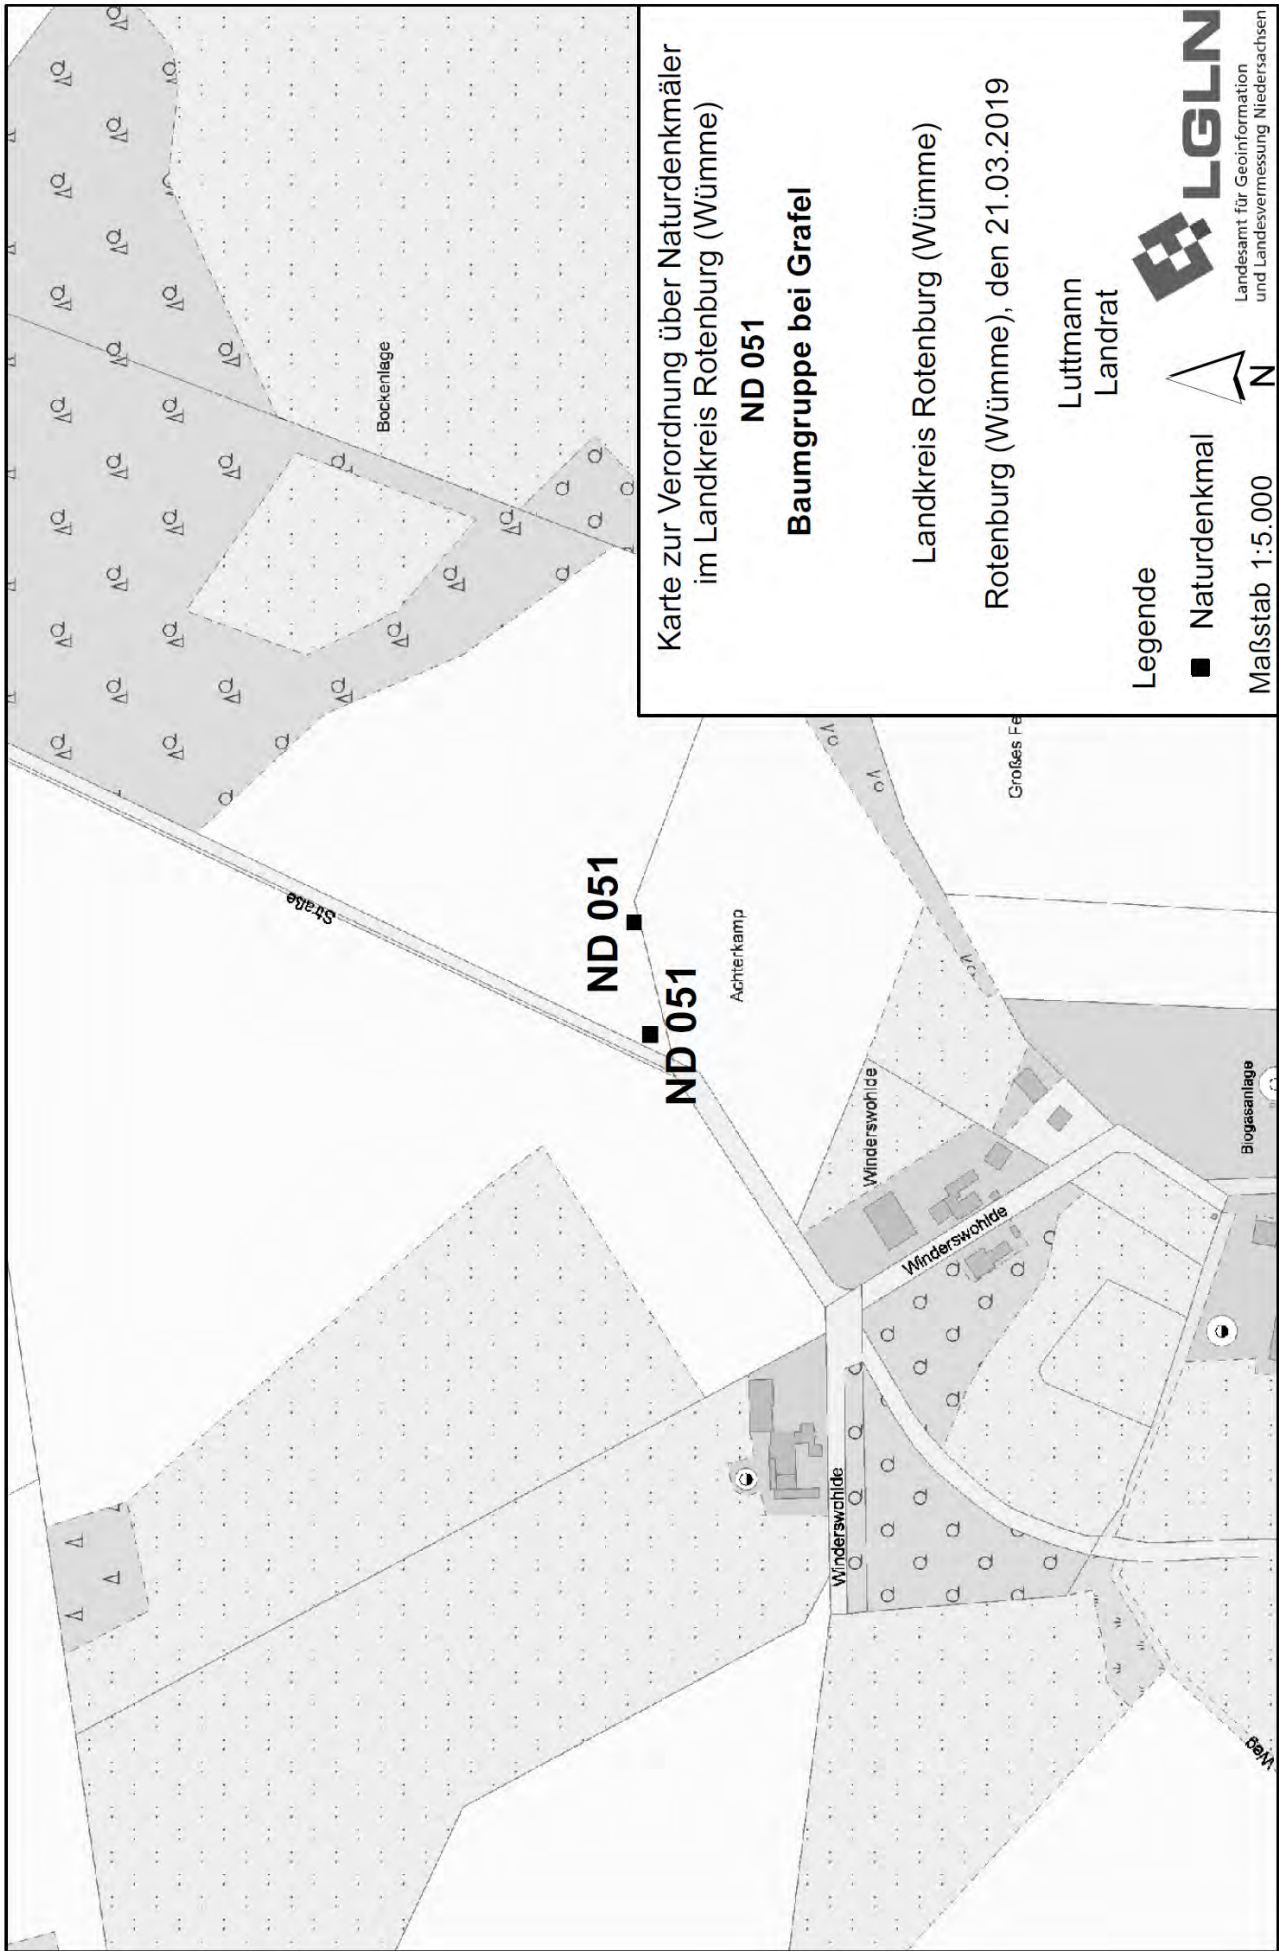 Karte zur Verordnung über Naturdenkmäler
im Landkreis Rotenburg (Wümme)
ND 051
Baumgruppe bei Grafel
Landkreis Rotenburg (Wümme)
Rotenburg (Wümme), den 21.03.2019
Luttmann
Landrat
Legende
Naturdenkmal
Maßstab 1:5.000
N
LGLN
Landesamt für Geoinformation
und Landesvermessung Niedersachsen
Bockenlage
Straße
ND 051
ND 051
Achterkamp
Großes Fe
Winderswohlde
Winderswohlde
Winderswohlde
Biogasanlage
Weg